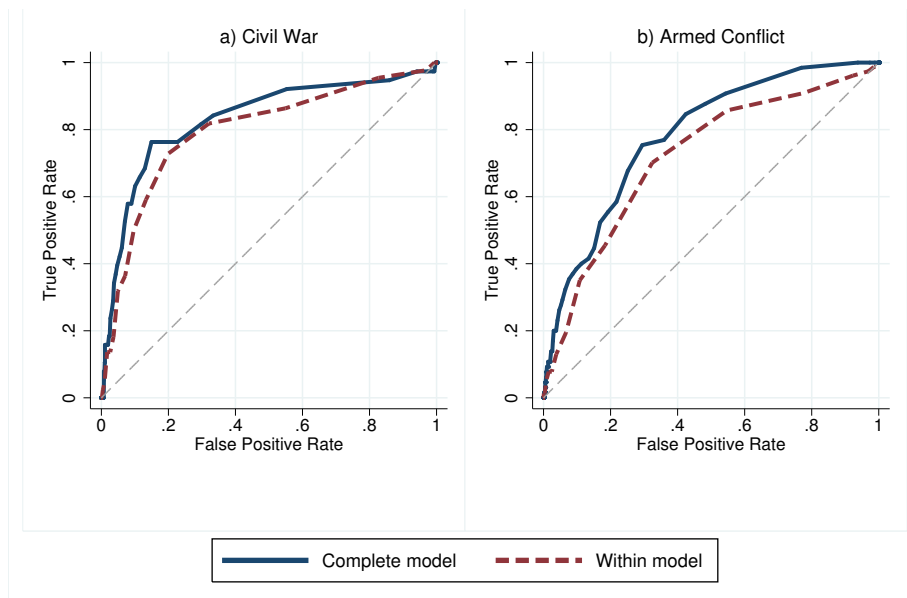 a) Civil War
True Positive Rate
1
.8
.6
.4
.2
0
0 .2 .4 .6 .8 1
False Positive Rate
b) Armed Conflict
True Positive Rate
1
.8
.6
.4
.2
0
0 .2 .4 .6 .8 1
False Positive Rate
Complete model Within model